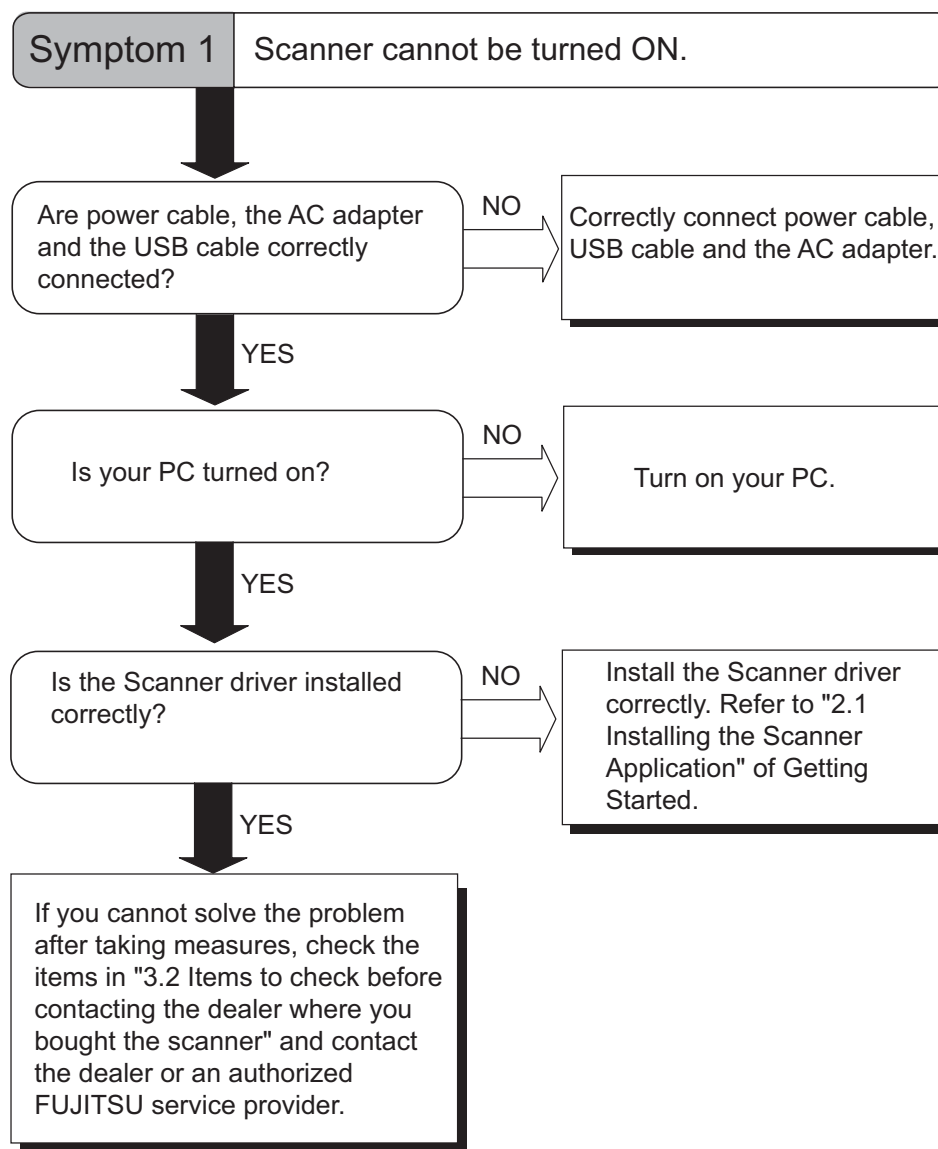 Symptom 1
Scanner cannot be turned ON.
Are power cable, the AC adapter
and the USB cable correctly
connected?
NO
Correctly connect power cable,
USB cable and the AC adapter.
YES
Is your PC turned on?
NO
Turn on your PC.
YES
Is the Scanner driver installed
correctly?
NO
Install the Scanner driver
correctly. Refer to "2.1
Installing the Scanner
Application" of Getting
Started.
YES
If you cannot solve the problem
after taking measures, check the
items in "3.2 Items to check before
contacting the dealer where you
bought the scanner" and contact
the dealer or an authorized
FUJITSU service provider.